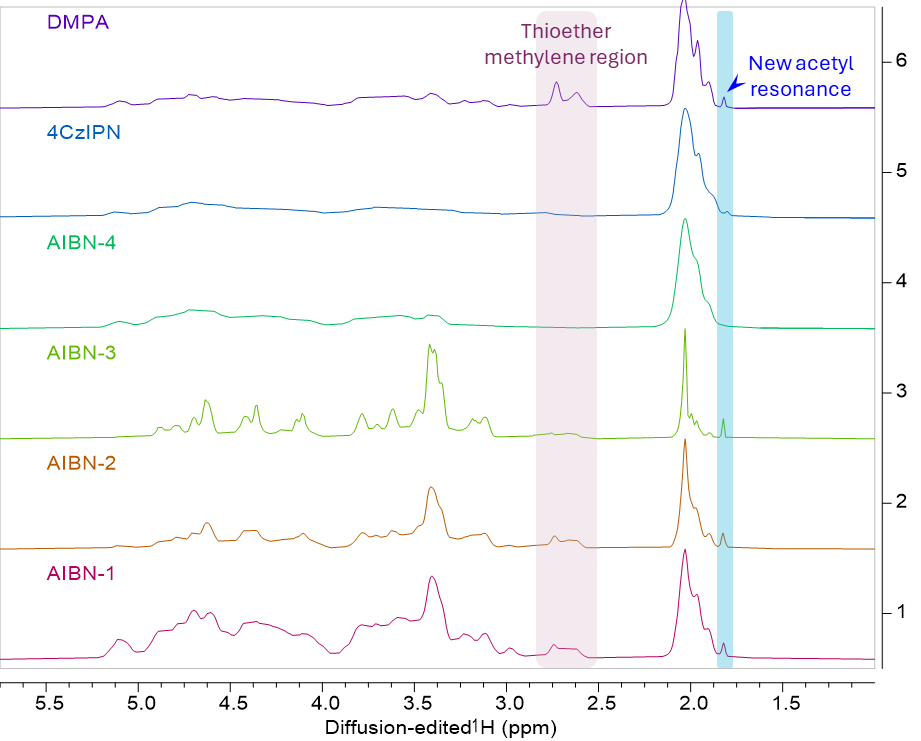 DMPA
Thioether
methylene region
New acetyl
resonance
6
4CzIPN
5
AIBN-4
4
AIBN-3
3
AIBN-2
2
AIBN-1
1
5.5 5.0 4.5 4.0 3.5 3.0 2.5 2.0 1.5
Diffusion-edited1H (ppm)